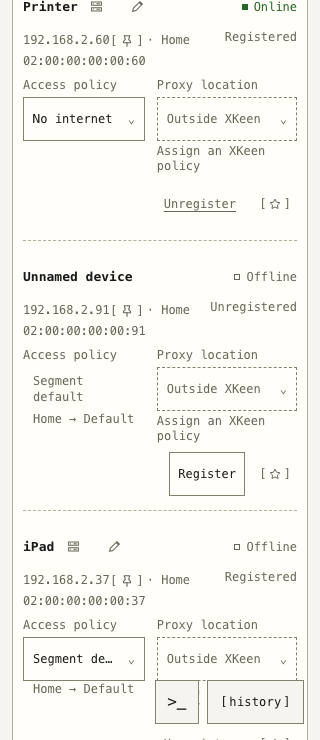 Printer
Online
192.168.2.60[ ] · Home
Registered
02:00:00:00:00:60
Access policy
Proxy location
No internet
Outside XKeen
Assign an XKeen
policy
Unregister
[ ]
Unnamed device
Offline
192.168.2.91[ ] · Home
Unregistered
02:00:00:00:00:91
Access policy
Proxy location
Segment
default
Outside XKeen
Home → Default
Assign an XKeen
policy
Register
[ ]
iPad
Offline
192.168.2.37[ ] · Home
Registered
02:00:00:00:00:37
Access policy
Proxy location
Segment de…
Outside XKeen
Home → Default
>_
[history]